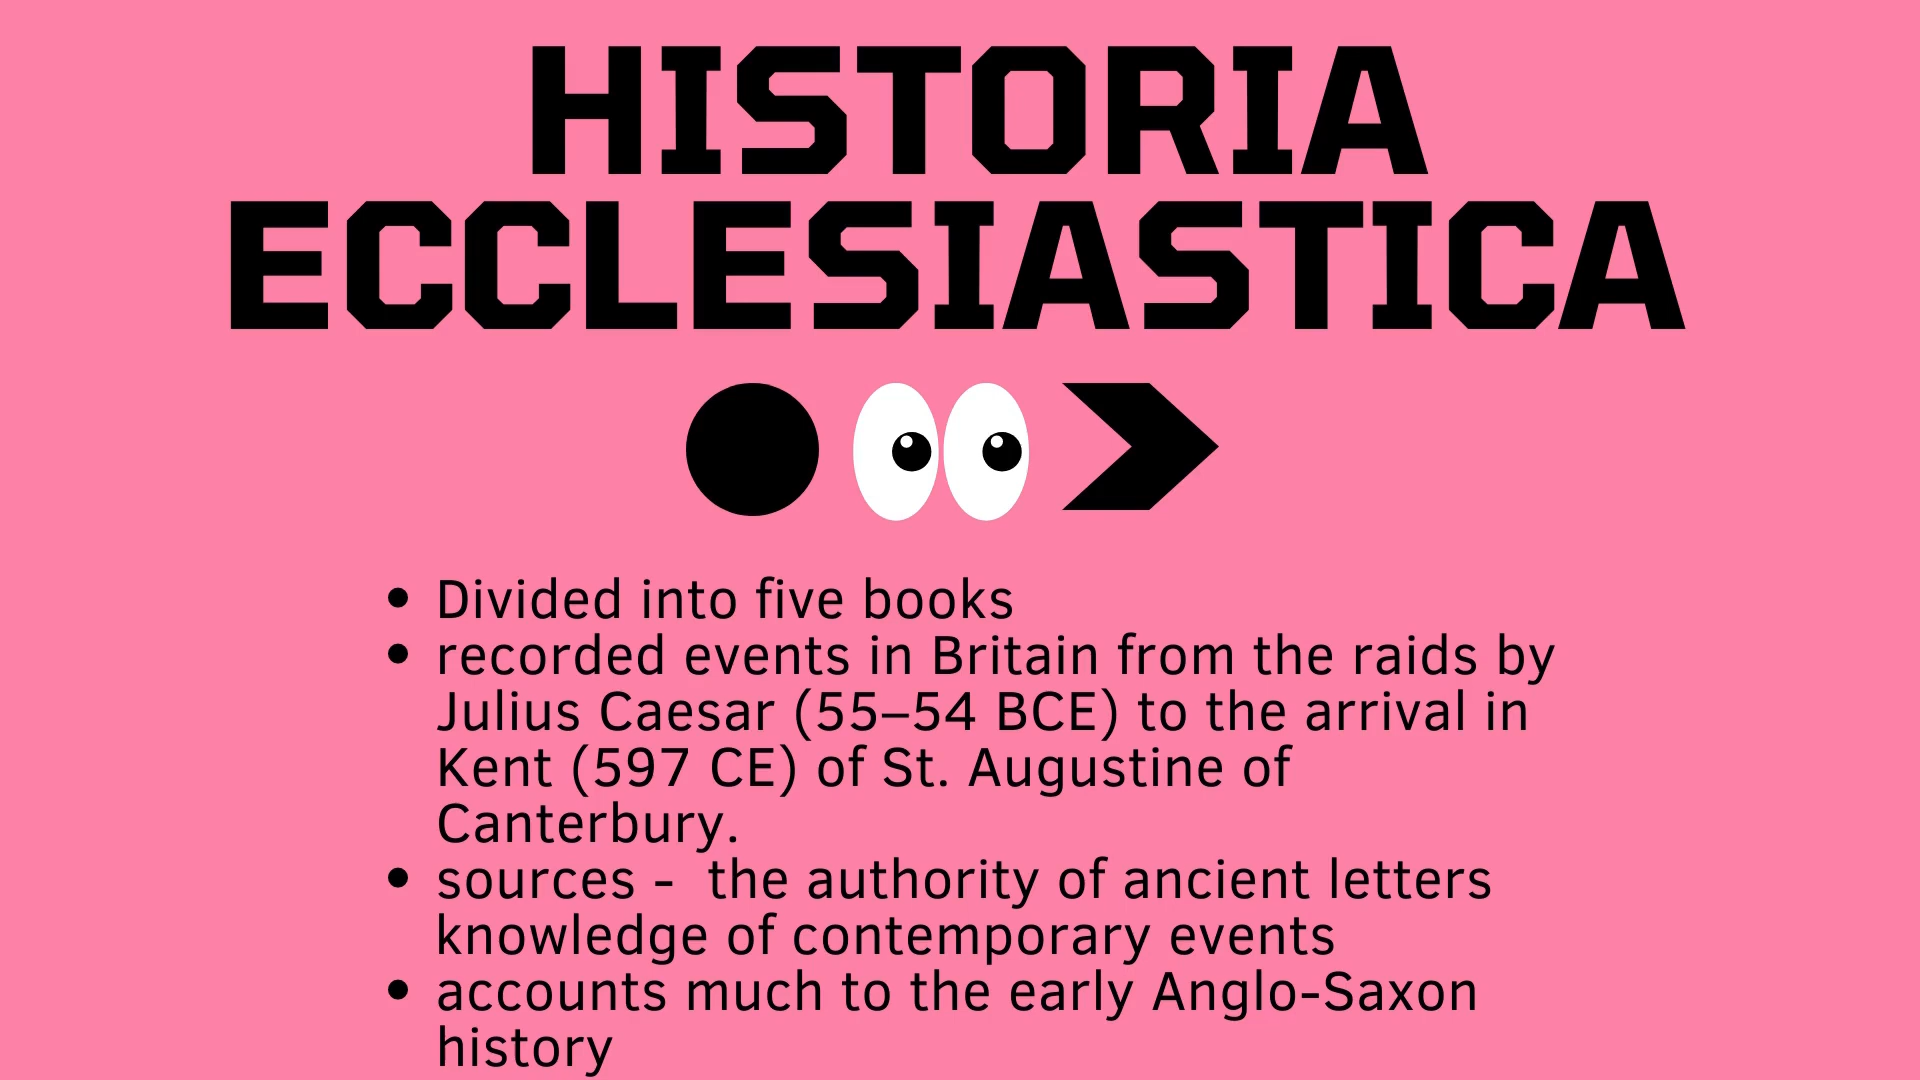 HISTORIA
ECCLESIASTICA
• Divided into five books
• recorded events in Britain from the raids by
Julius Caesar (55–54 BCE) to the arrival in
Kent (597 CE) of St. Augustine of
Canterbury.
• sources -  the authority of ancient letters
knowledge of contemporary events
• accounts much to the early Anglo-Saxon
history